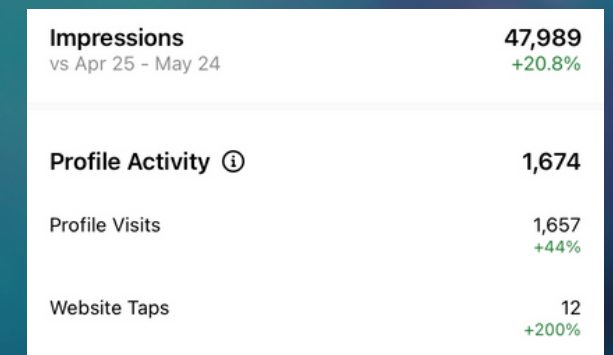 Impressions 47,989
vs Apr 25 - May 24 +20.8%
Profile Activity 1,674
Profile Visits 1,657
+44%
Website Taps 12
+200%